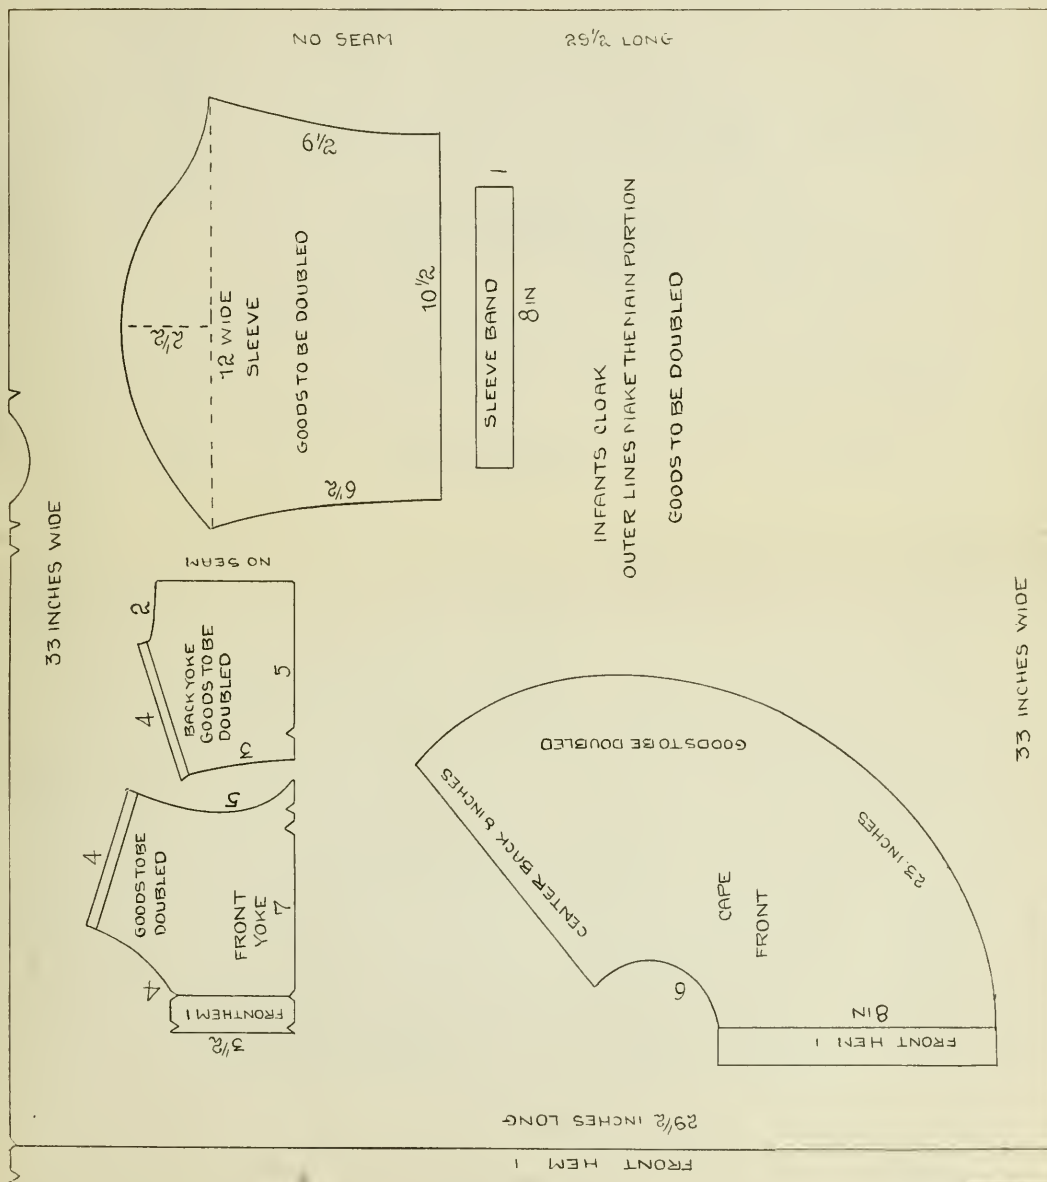 NO SEAM
29½ LONG
33 INCHES WIDE
6½
2½
12 WIDE
SLEEVE
GOODS TO BE DOUBLED
6½
10½
1
SLEEVE BAND
8 IN
INFANTS CLOAK
OUTER LINES MAKE THE MAIN PORTION
GOODS TO BE DOUBLED
NO SEAM
2
4
BACK YOKE
GOODS TO BE
DOUBLED
3
5
4
5
GOODS TO BE
DOUBLED
FRONT
YOKE
7
4
FRONT HEM 1
3½
GOODS TO BE DOUBLED
CENTER BACK 8 INCHES
23. INCHES
CAPE
FRONT
6
8 IN
FRONT HEM 1
33 INCHES WIDE
29½ INCHES LONG
FRONT HEM 1